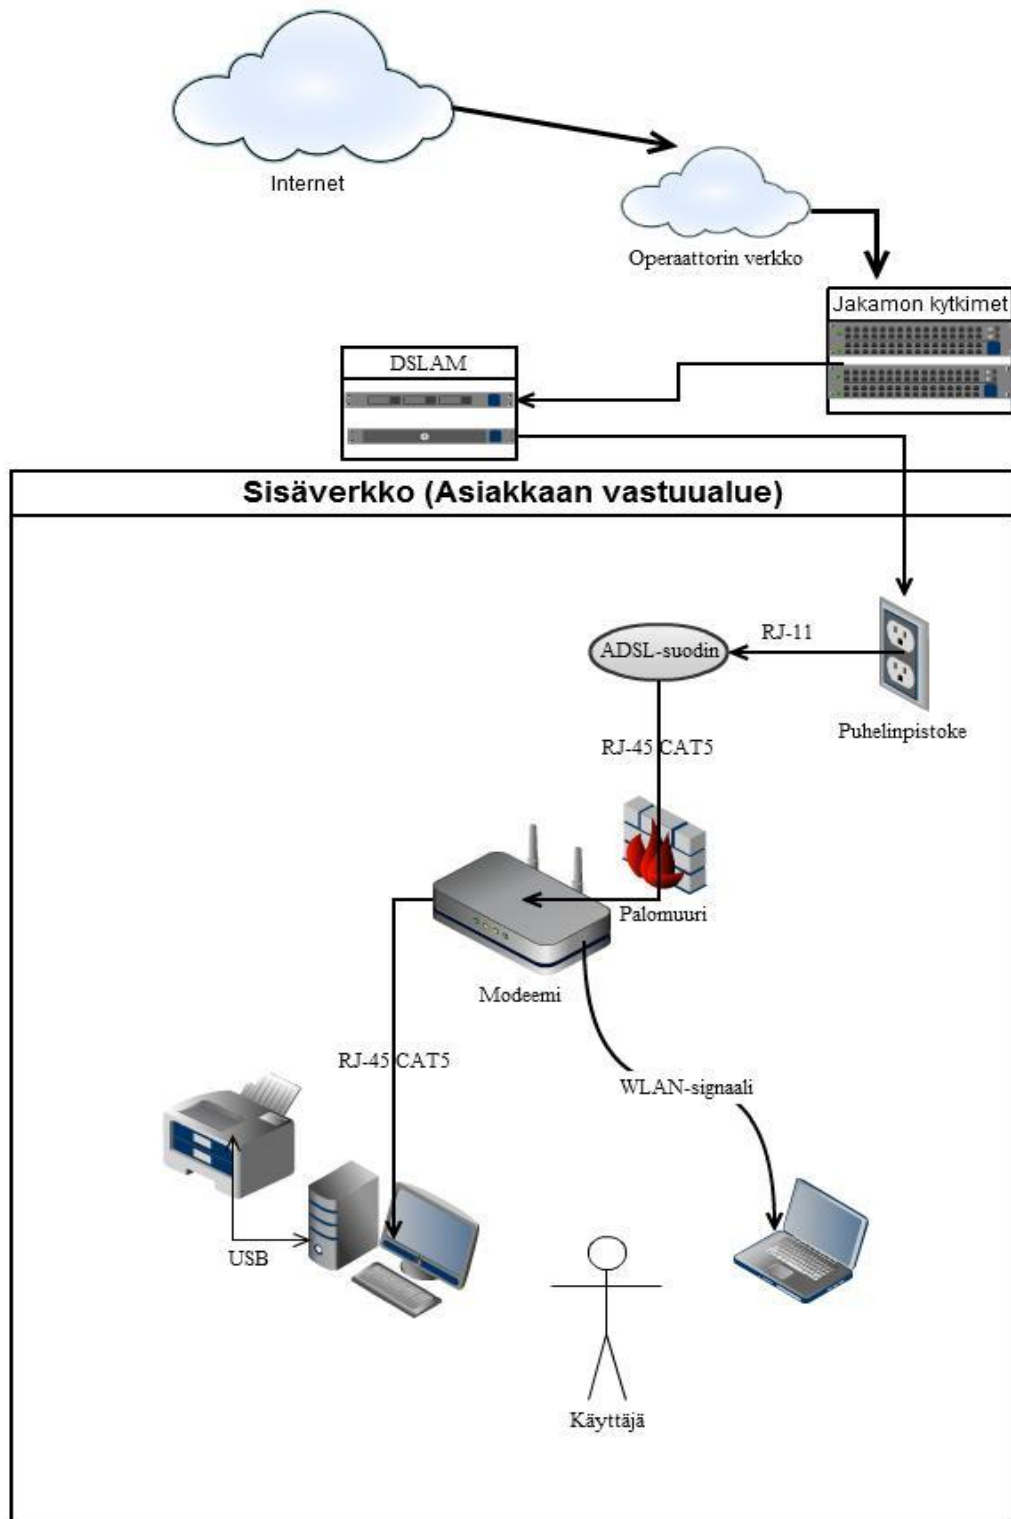 Internet
Operaattorin verkko
Jakamon kytkimet
DSLAM
Sisäverkko (Asiakkaan vastuualue)
RJ-11
ADSL-suodin
Puhelinpistoke
RJ-45 CAT5
Palomuuri
Modeemi
RJ-45 CAT5
WLAN-signaali
USB
Käyttäjä